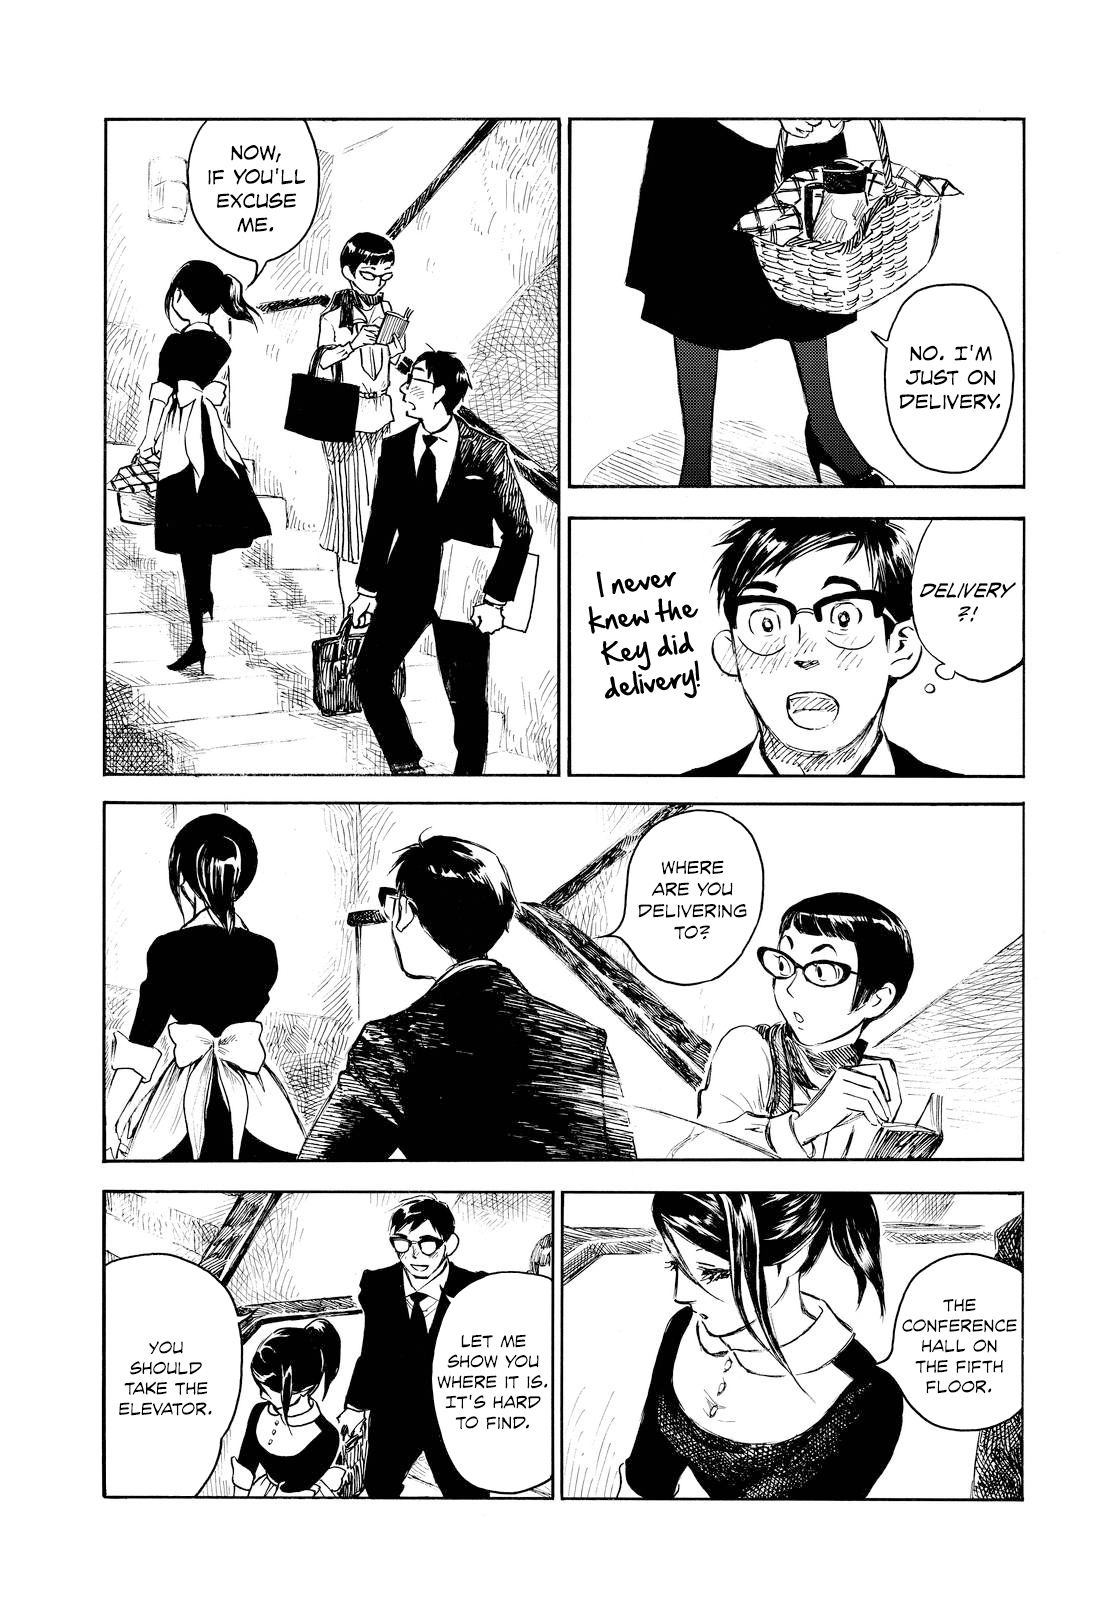 NO. I'M
JUST ON
DELIVERY.
NOW,
IF YOU'LL
EXCUSE
ME.
DELIVERY
?!
I never
knew the
Key did
delivery!
WHERE
ARE YOU
DELIVERING
TO?
THE
CONFERENCE
HALL ON
THE FIFTH
FLOOR.
LET ME
SHOW YOU
WHERE IT IS.
IT'S HARD
TO FIND.
YOU
SHOULD
TAKE THE
ELEVATOR.